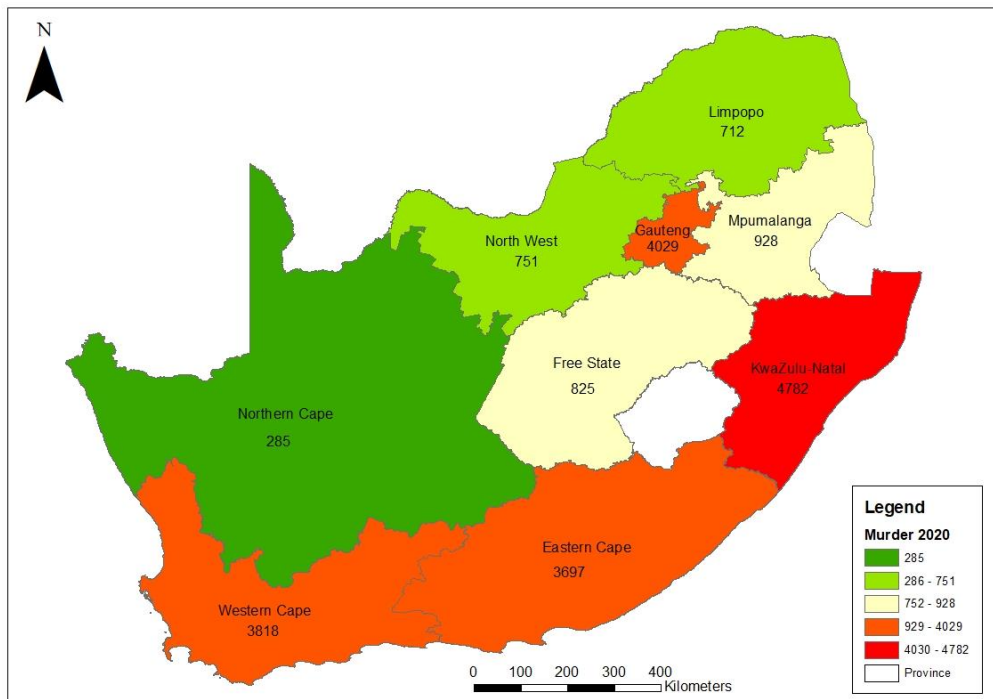 N
Limpopo
712
Mpumalanga
928
Gauteng
4029
North West
751
KwaZulu-Natal
4782
Free State
825
Northern Cape
285
Eastern Cape
3697
Western Cape
3818
Legend
Murder 2020
285
286 - 751
752 - 928
929 - 4029
4030 - 4782
Province
0 100 200 300 400
Kilometers